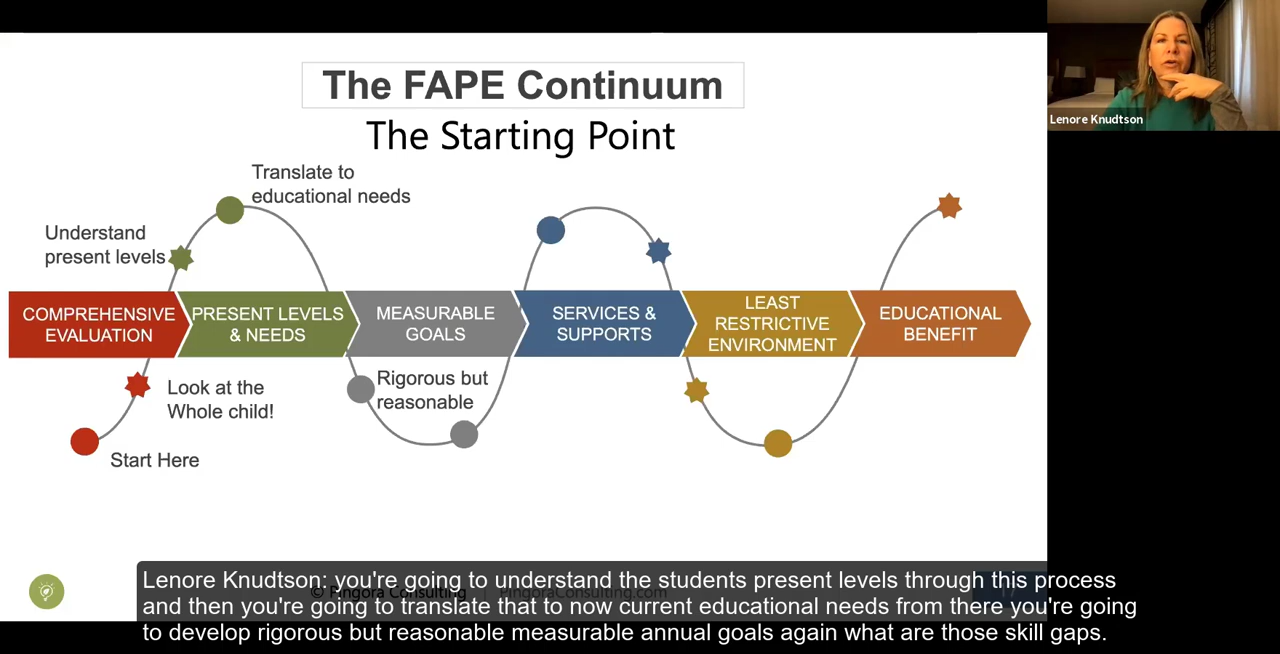 The FAPE Continuum
The Starting Point
Lenore Knudtson
Translate to
educational needs
Understand
present levels
COMPREHENSIVE
EVALUATION
PRESENT LEVELS
& NEEDS
MEASURABLE
GOALS
SERVICES &
SUPPORTS
LEAST
RESTRICTIVE
ENVIRONMENT
EDUCATIONAL
BENEFIT
Look at the
Whole child!
Rigorous but
reasonable
Start Here
© Pingora Consulting | PingoraConsulting.com
Lenore Knudtson: you're going to understand the students present levels through this process
and then you're going to translate that to now current educational needs from there you're going
to develop rigorous but reasonable measurable annual goals again what are those skill gaps.